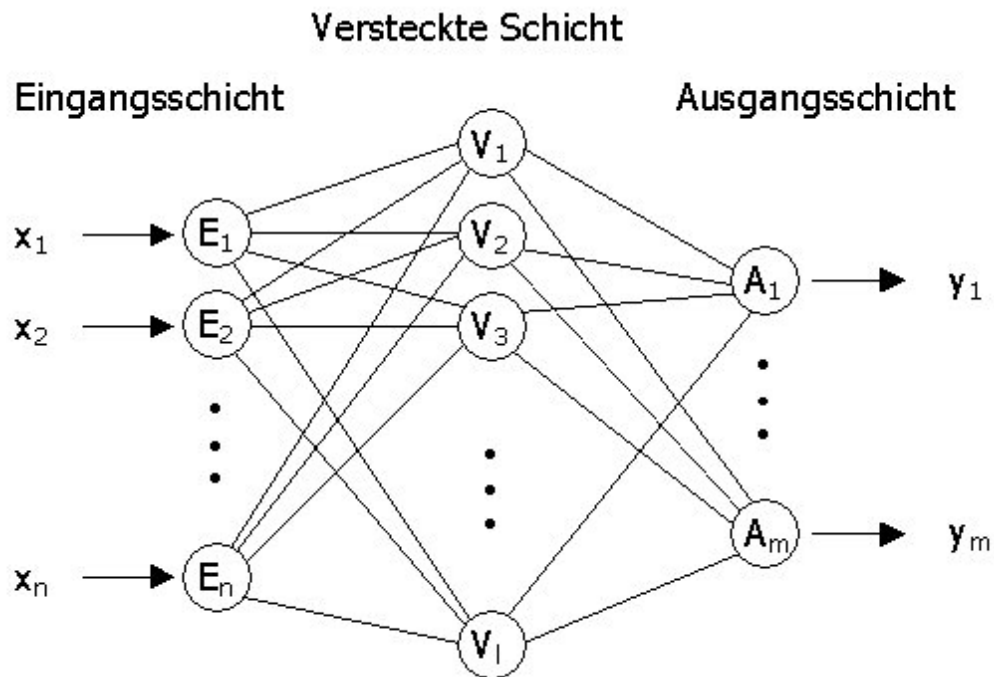 Versteckte Schicht
Eingangsschicht
Ausgangsschicht
V₁
x₁
E₁
V₂
A₁
y₁
x₂
E₂
V₃
xₙ
Eₙ
Aₘ
yₘ
Vₗ